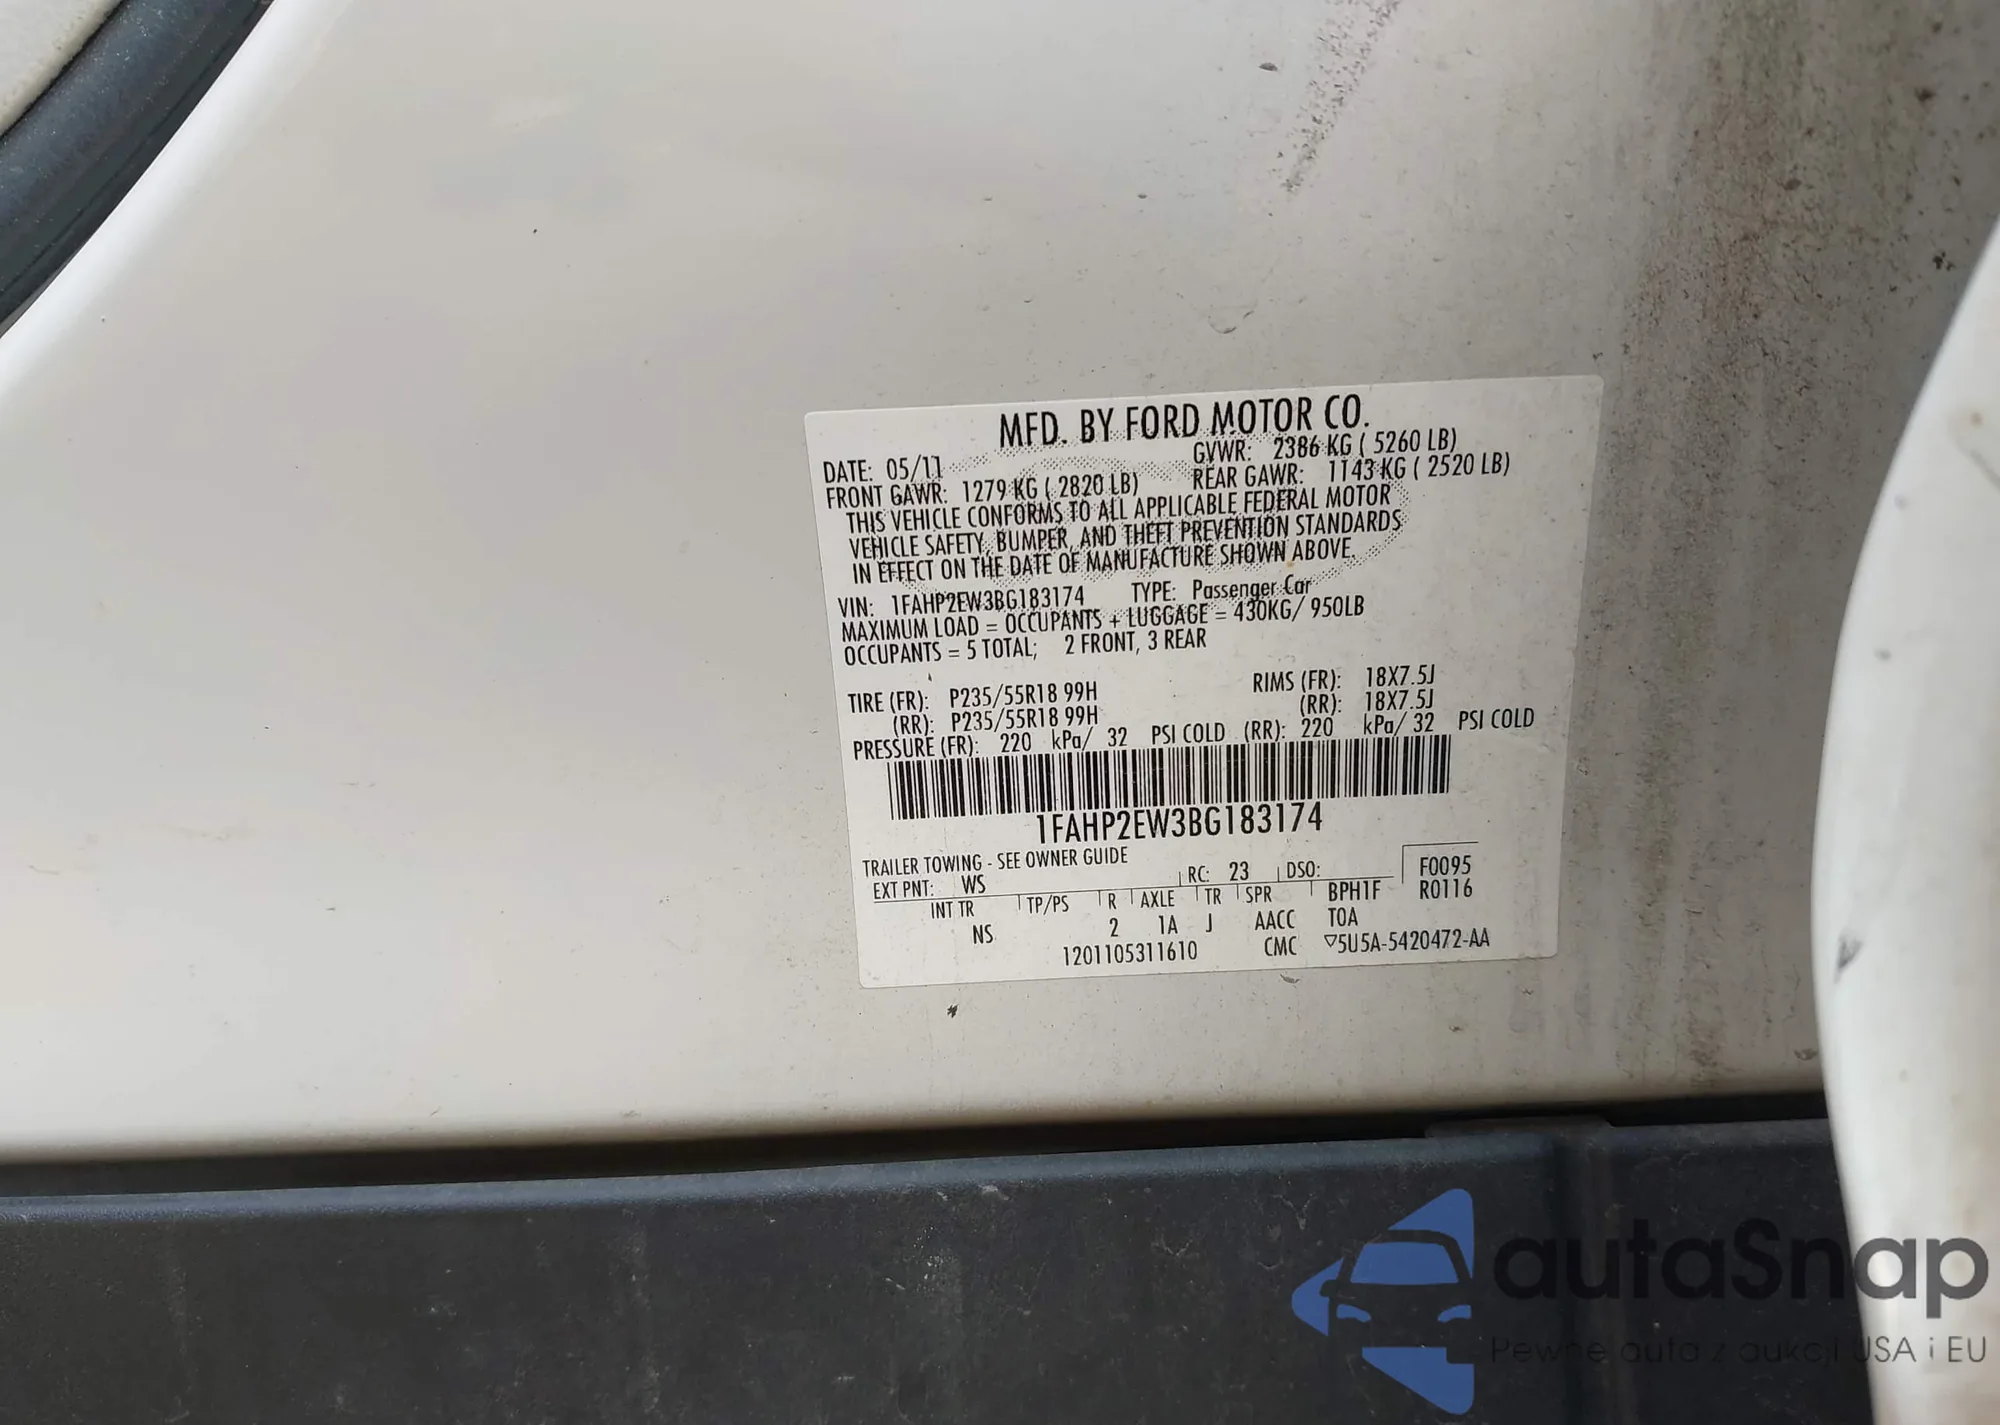 MFD. BY FORD MOTOR CO.
DATE: 05/11 GVWR: 2386 KG ( 5260 LB)
FRONT GAWR: 1279 KG ( 2820 LB) REAR GAWR: 1143 KG ( 2520 LB)
THIS VEHICLE CONFORMS TO ALL APPLICABLE FEDERAL MOTOR
VEHICLE SAFETY, BUMPER, AND THEFT PREVENTION STANDARDS
IN EFFECT ON THE DATE OF MANUFACTURE SHOWN ABOVE.
VIN: 1FAHP2EW3BG183174 TYPE: Passenger Car
MAXIMUM LOAD = OCCUPANTS + LUGGAGE = 430KG/ 950LB
OCCUPANTS = 5 TOTAL; 2 FRONT, 3 REAR
TIRE (FR): P235/55R18 99H RIMS (FR): 18X7.5J
(RR): P235/55R18 99H (RR): 18X7.5J
PRESSURE (FR): 220 kPa/ 32 PSI COLD (RR): 220 kPa/ 32 PSI COLD
1FAHP2EW3BG183174
TRAILER TOWING - SEE OWNER GUIDE
EXT PNT: WS RC: 23 DSO: F0095
INT TR TP/PS R AXLE TR SPR BPH1F R0116
NS 2 1A J AACC TOA
1201105311610 CMC ▽5U5A-5420472-AA
autaSnap
Pewne auta z aukcji USA i EU